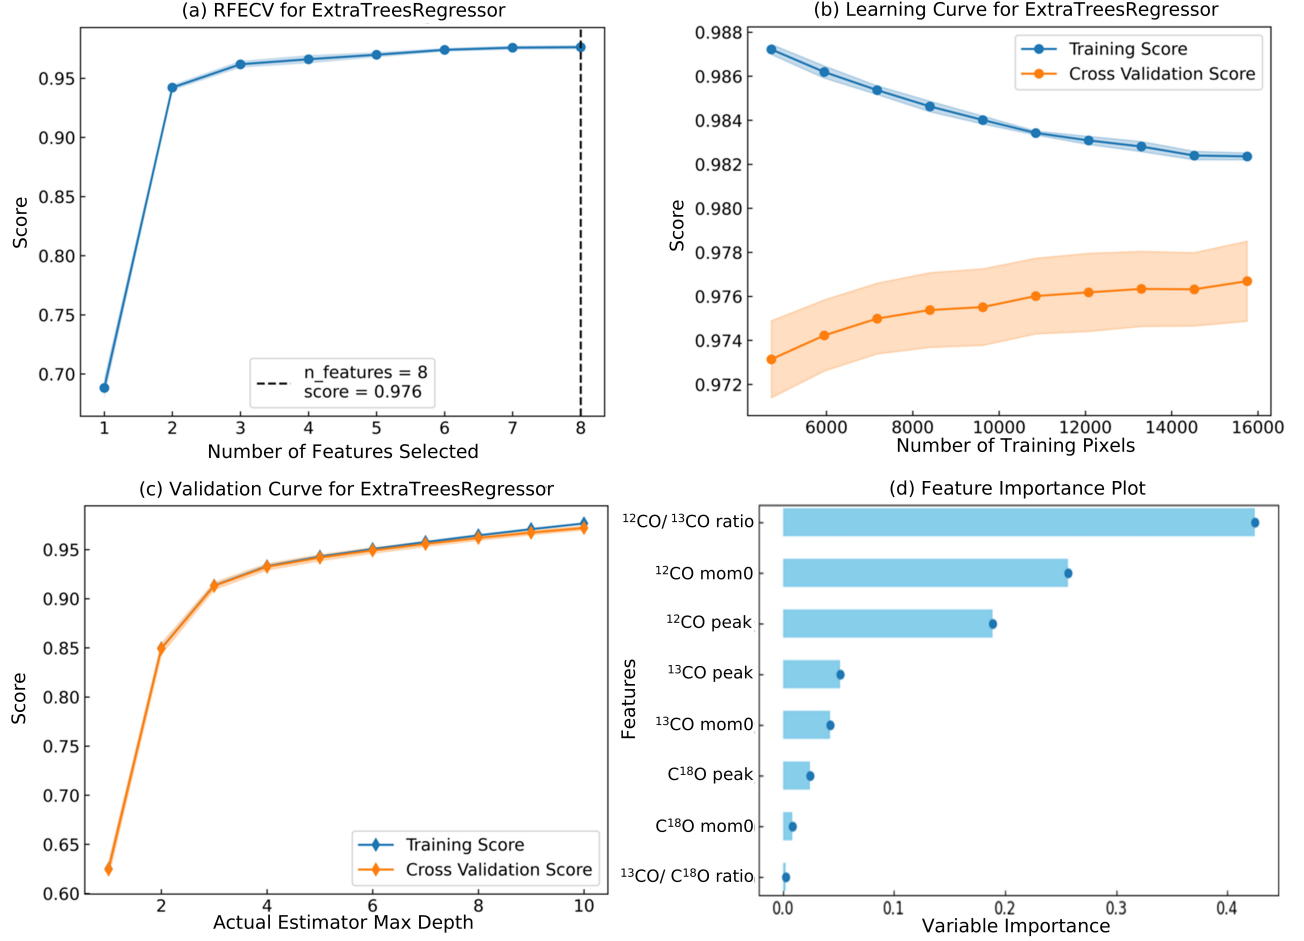 (a) RFECV for ExtraTreesRegressor
Score
0.95
0.90
0.85
0.80
0.75
0.70
n_features = 8
score = 0.976
1 2 3 4 5 6 7 8
Number of Features Selected
(b) Learning Curve for ExtraTreesRegressor
Score
0.988
0.986
0.984
0.982
0.980
0.978
0.976
0.974
0.972
Training Score
Cross Validation Score
6000 8000 10000 12000 14000 16000
Number of Training Pixels
(c) Validation Curve for ExtraTreesRegressor
Score
0.95
0.90
0.85
0.80
0.75
0.70
0.65
0.60
Training Score
Cross Validation Score
2 4 6 8 10
Actual Estimator Max Depth
(d) Feature Importance Plot
Features
¹²CO/ ¹³CO ratio
¹²CO mom0
¹²CO peak
¹³CO peak
¹³CO mom0
C¹⁸O peak
C¹⁸O mom0
¹³CO/ C¹⁸O ratio
0.0 0.1 0.2 0.3 0.4
Variable Importance